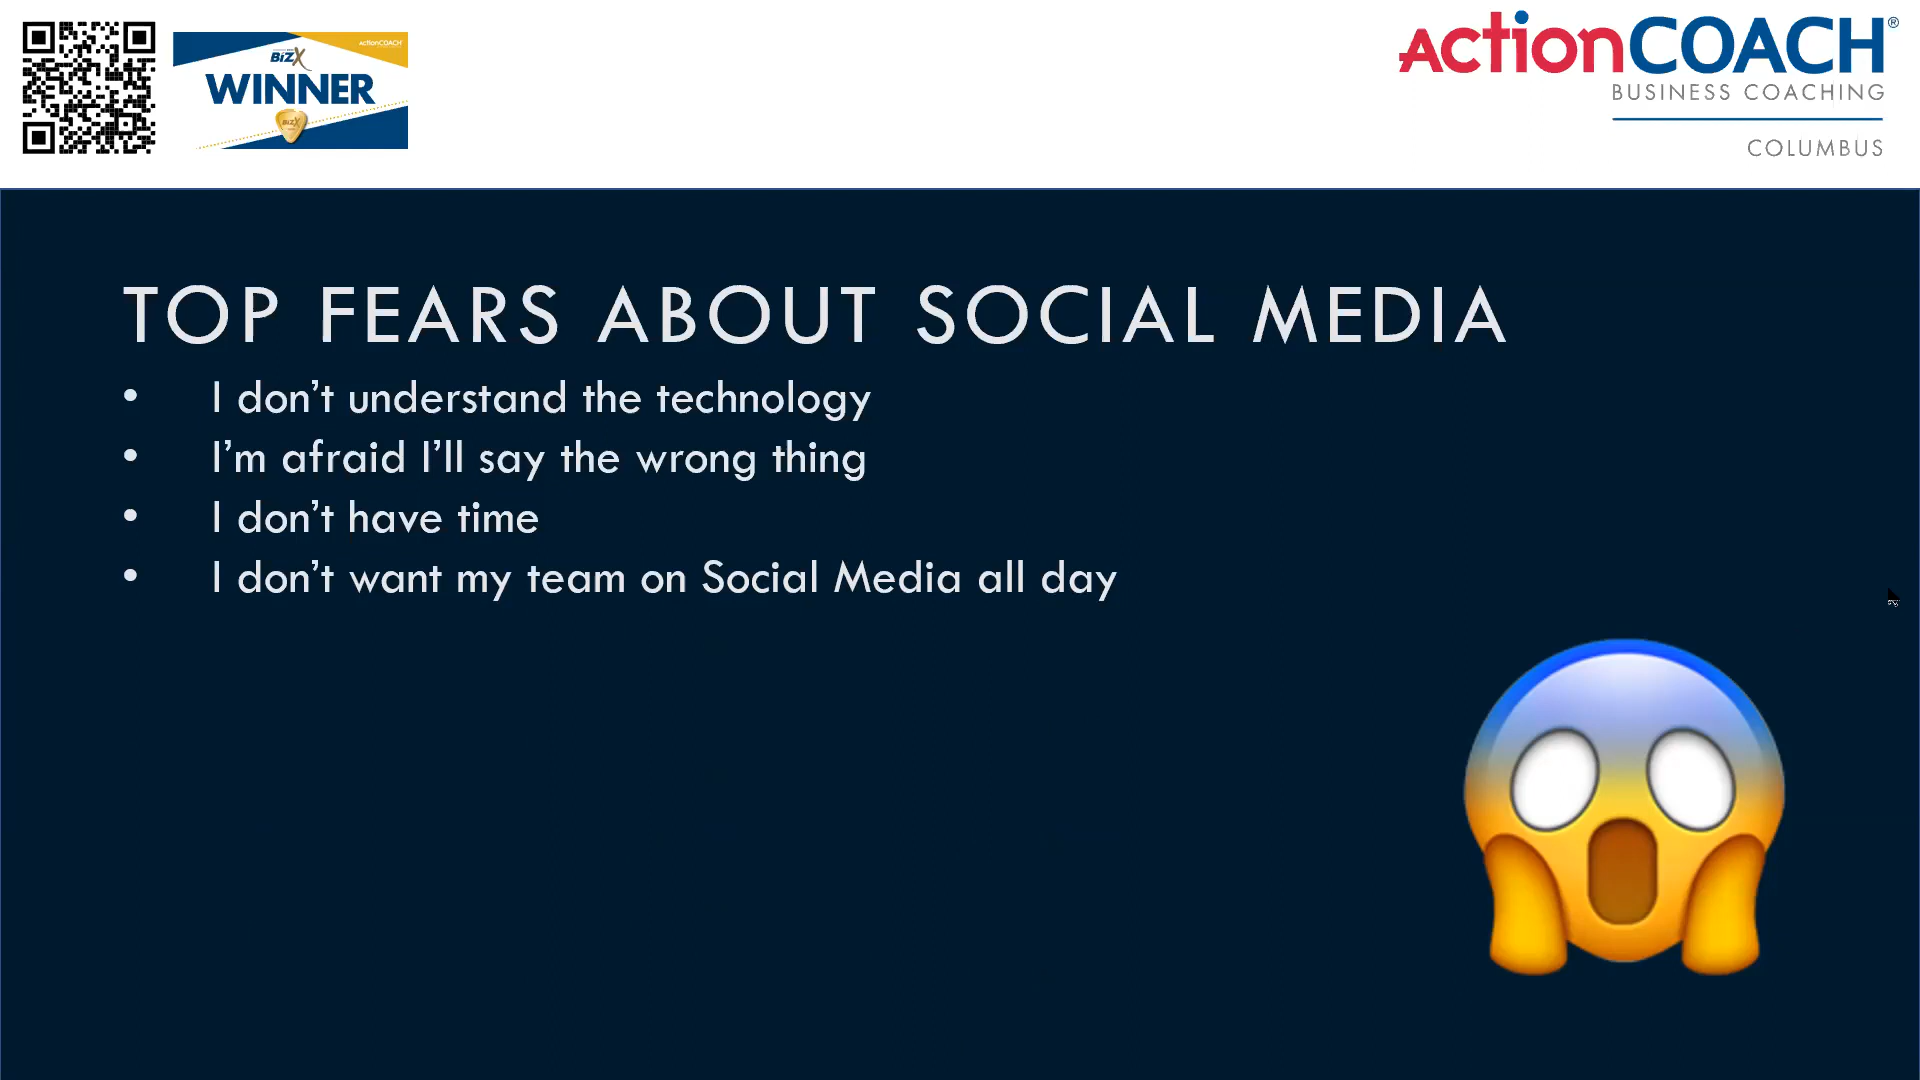 actionCOACH
BizX
WINNER
BizX
actionCOACH®
BUSINESS COACHING
COLUMBUS
TOP FEARS ABOUT SOCIAL MEDIA
• I don’t understand the technology
• I’m afraid I’ll say the wrong thing
• I don’t have time
• I don’t want my team on Social Media all day